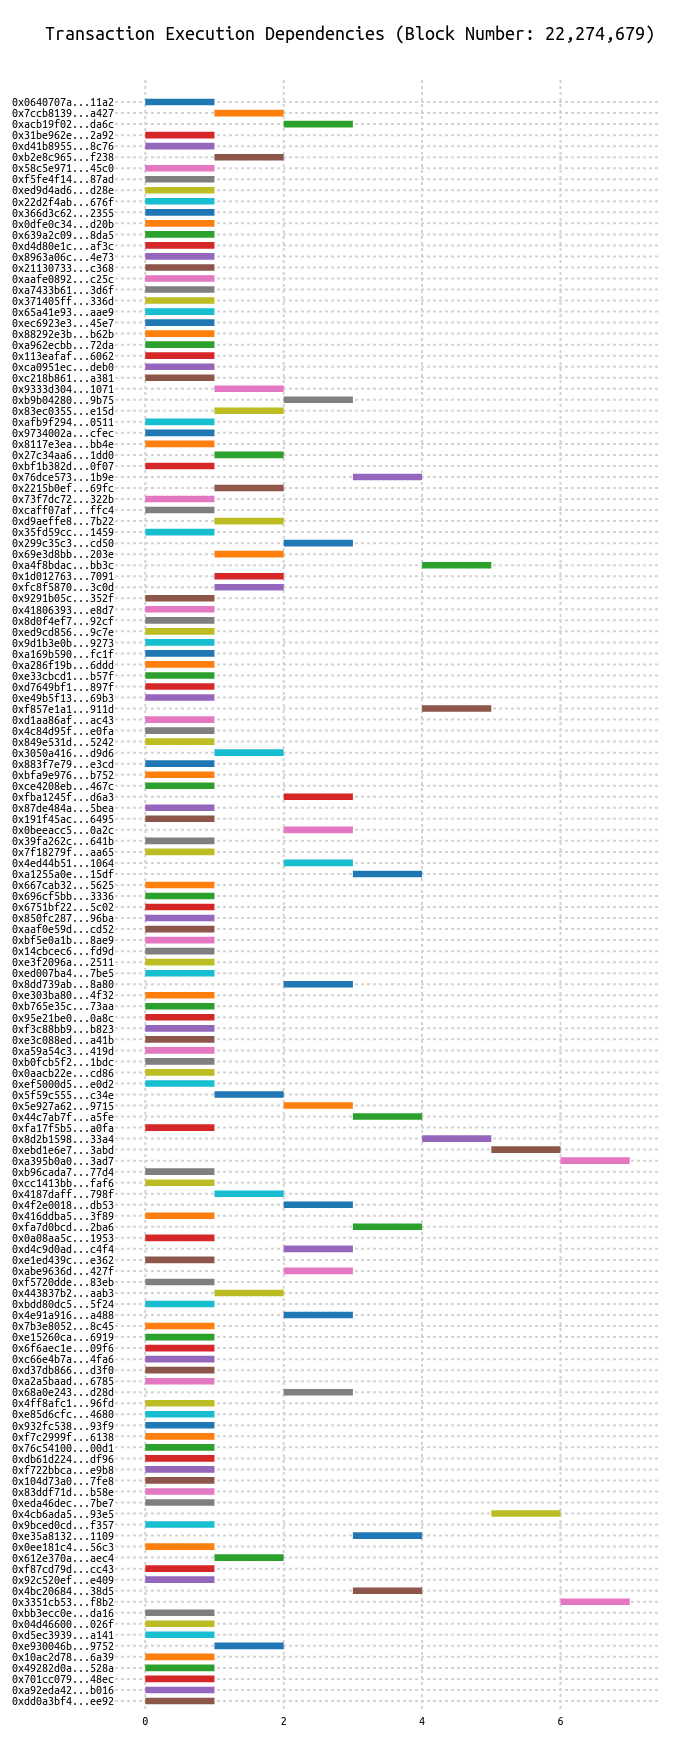 Transaction Execution Dependencies (Block Number: 22,274,679)
0x0640707a...11a2
0x7ccb8139...a427
0xacb19f02...da6c
0x31be962e...2a92
0xd41b8955...8c76
0xb2e8c965...f238
0x58c5e971...45c0
0xf5fe4f14...87ad
0xed9d4ad6...d28e
0x22d2f4ab...676f
0x366d3c62...2355
0x0dfe0c34...d20b
0x639a2c09...8da5
0xd4d80e1c...af3c
0x8963a06c...4e73
0x21130733...c368
0xaafe0892...c25c
0xa7433b61...3d6f
0x371405ff...336d
0x65a41e93...aae9
0xec6923e3...45e7
0x88292e3b...b62b
0xa962ecbb...72da
0x113eafaf...6062
0xca0951ec...deb0
0xc218b861...a381
0x9333d304...1071
0xb9b04280...9b75
0x83ec0355...e15d
0xafb9f294...0511
0x9734002a...cfec
0x8117e3ea...bb4e
0x27c34aa6...1dd0
0xbf1b382d...0f07
0x76dce573...1b9e
0x2215b0ef...69fc
0x73f7dc72...322b
0xcaff07af...ffc4
0xd9aeffe8...7b22
0x35fd59cc...1459
0x299c35c3...cd50
0x69e3d8bb...203e
0xa4f8bdac...bb3c
0x1d012763...7091
0xfc8f5870...3c0d
0x9291b05c...352f
0x41806393...e8d7
0x8d0f4ef7...92cf
0xed9cd856...9c7e
0x9d1b3e0b...9273
0xa169b590...fc1f
0xa286f19b...6ddd
0xe33cbcd1...b57f
0xd7649bf1...897f
0xe49b5f13...69b3
0xf857e1a1...911d
0xd1aa86af...ac43
0x4c84d95f...e0fa
0x849e531d...5242
0x3050a416...d9d6
0x883f7e79...e3cd
0xbfa9e976...b752
0xce4208eb...467c
0xfba1245f...d6a3
0x87de484a...5bea
0x191f45ac...6495
0x0beeacc5...0a2c
0x39fa262c...641b
0x7f18279f...aa65
0x4ed44b51...1064
0xa1255a0e...15df
0x667cab32...5625
0x696cf5bb...3336
0x6751bf22...5c02
0x850fc287...96ba
0xaaf0e59d...cd52
0xbf5e0a1b...8ae9
0x14cbcec6...fd9d
0xe3f2096a...2511
0xed007ba4...7be5
0x8dd739ab...8a80
0xe303ba80...4f32
0xb765e35c...73aa
0x95e21be0...0a8c
0xf3c88bb9...b823
0xe3c088ed...a41b
0xa59a54c3...419d
0xb0fcb5f2...1bdc
0x0aacb22e...cd86
0xef5000d5...e0d2
0x5f59c555...c34e
0x5e927a62...9715
0x44c7ab7f...a5fe
0xfa17f5b5...a0fa
0x8d2b1598...33a4
0xebd1e6e7...3abd
0xa395b0a0...3ad7
0xb96cada7...77d4
0xcc1413bb...faf6
0x4187daff...798f
0x4f2e0018...db53
0x416ddba5...3f89
0xfa7d0bcd...2ba6
0x0a08aa5c...1953
0xd4c9d0ad...c4f4
0xe1ed439c...e362
0xabe9636d...427f
0xf5720dde...83eb
0x443837b2...aab3
0xbdd80dc5...5f24
0x4e91a916...a488
0x7b3e8052...8c45
0xe15260ca...6919
0x6f6aec1e...09f6
0xc66e4b7a...4fa6
0xd37db866...d3f0
0xa2a5baad...6785
0x68a0e243...d28d
0x4ff8afc1...96fd
0xe85d6cfc...4680
0x932fc538...93f9
0xf7c2999f...6138
0x76c54100...00d1
0xdb61d224...df96
0xf722bbca...e9b8
0x104d73a0...7fe8
0x83ddf71d...b58e
0xeda46dec...7be7
0x4cb6ada5...93e5
0x9bced0cd...f357
0xe35a8132...1109
0x0ee181c4...56c3
0x612e370a...aec4
0xf87cd79d...cc43
0x92c520ef...e409
0x4bc20684...38d5
0x3351cb53...f8b2
0xbb3ecc0e...da16
0x04d46600...026f
0xd5ec3939...a141
0xe930046b...9752
0x10ac2d78...6a39
0x49282d0a...528a
0x701cc079...48ec
0xa92eda42...b016
0xdd0a3bf4...ee92
0 2 4 6